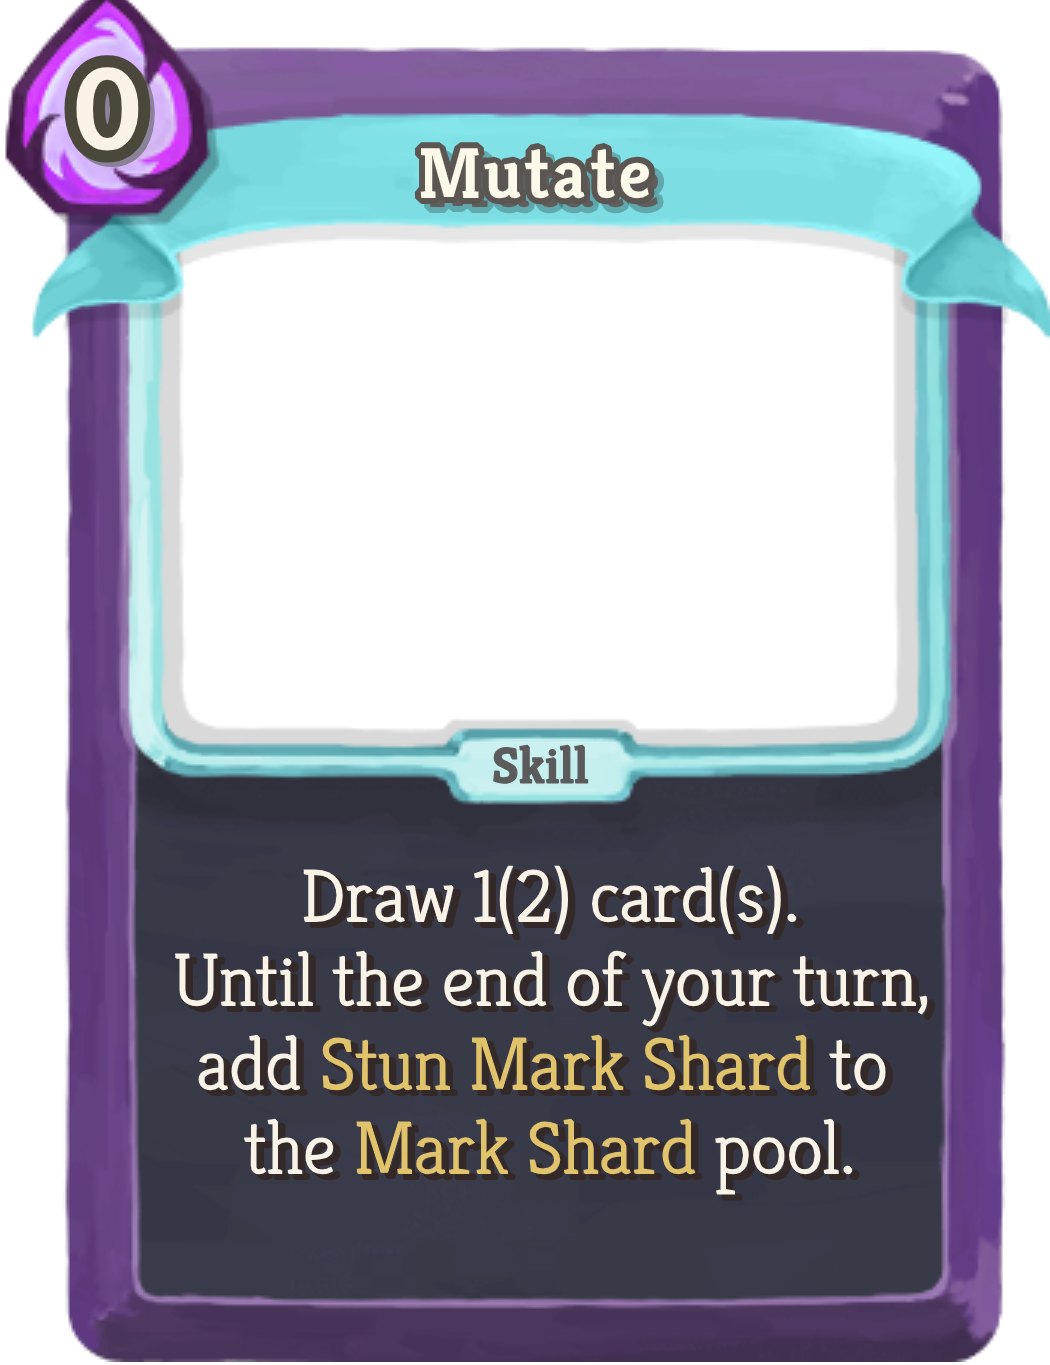 0
Mutate
Skill
Draw 1(2) card(s).
Until the end of your turn,
add Stun Mark Shard to
the Mark Shard pool.